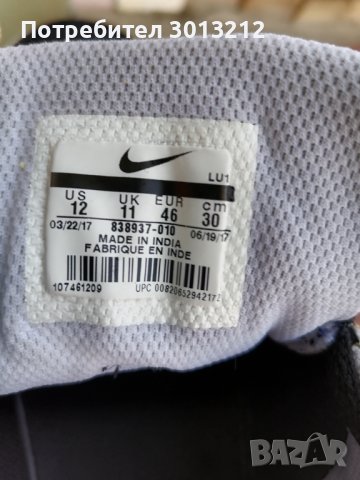 Потребител 3013212
LU1
US UK EUR cm
12 11 46 30
03/22/17 838937-010 06/19/17
MADE IN INDIA
FABRIQUE EN INDE
107461209
BAZAR